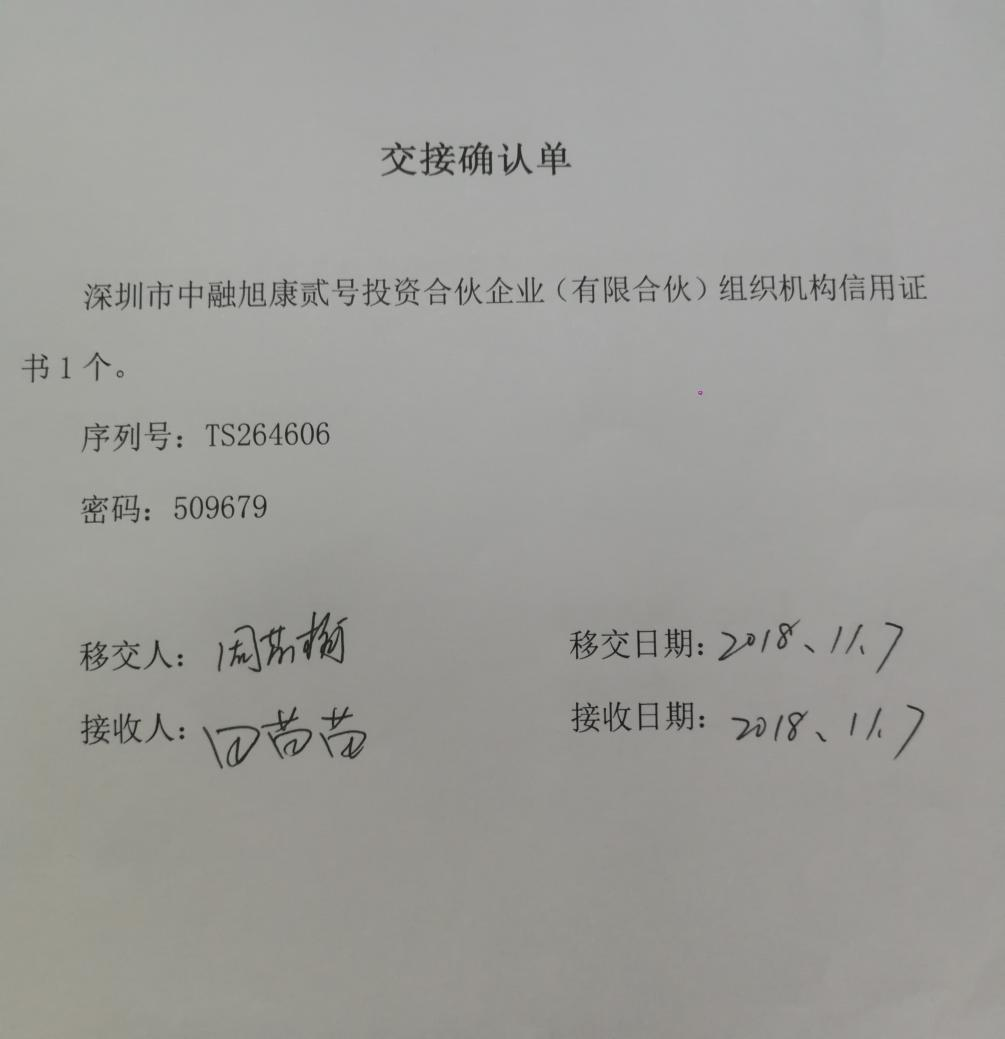 交接确认单
深圳市中融旭康贰号投资合伙企业（有限合伙）组织机构信用证
书1个。
序列号：TS264606
密码：509679
移交人：周 移交日期：2018、11.7
接收人：田苗苗 接收日期：2018、11.7